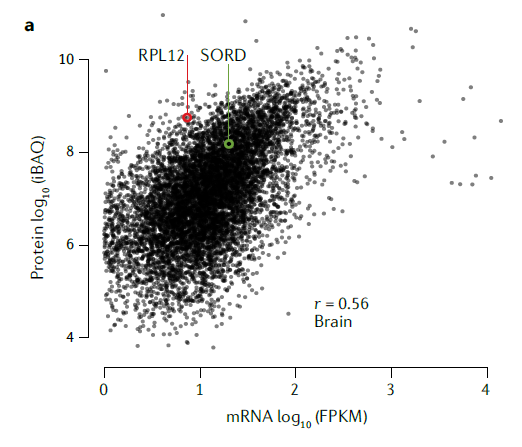 a
RPL12 SORD
10
8
6
4
Protein log10 (iBAQ)
r = 0.56
Brain
0 1 2 3 4
mRNA log10 (FPKM)